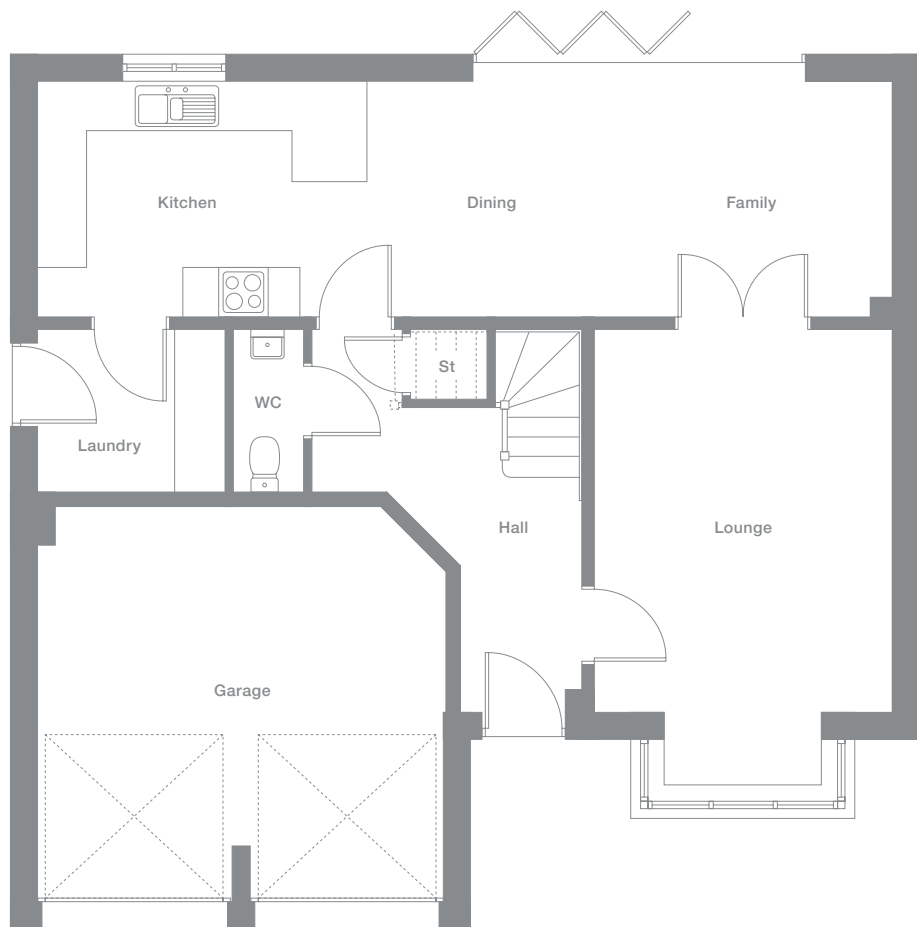 Kitchen
Dining
Family
St
WC
Laundry
Hall
Lounge
Garage